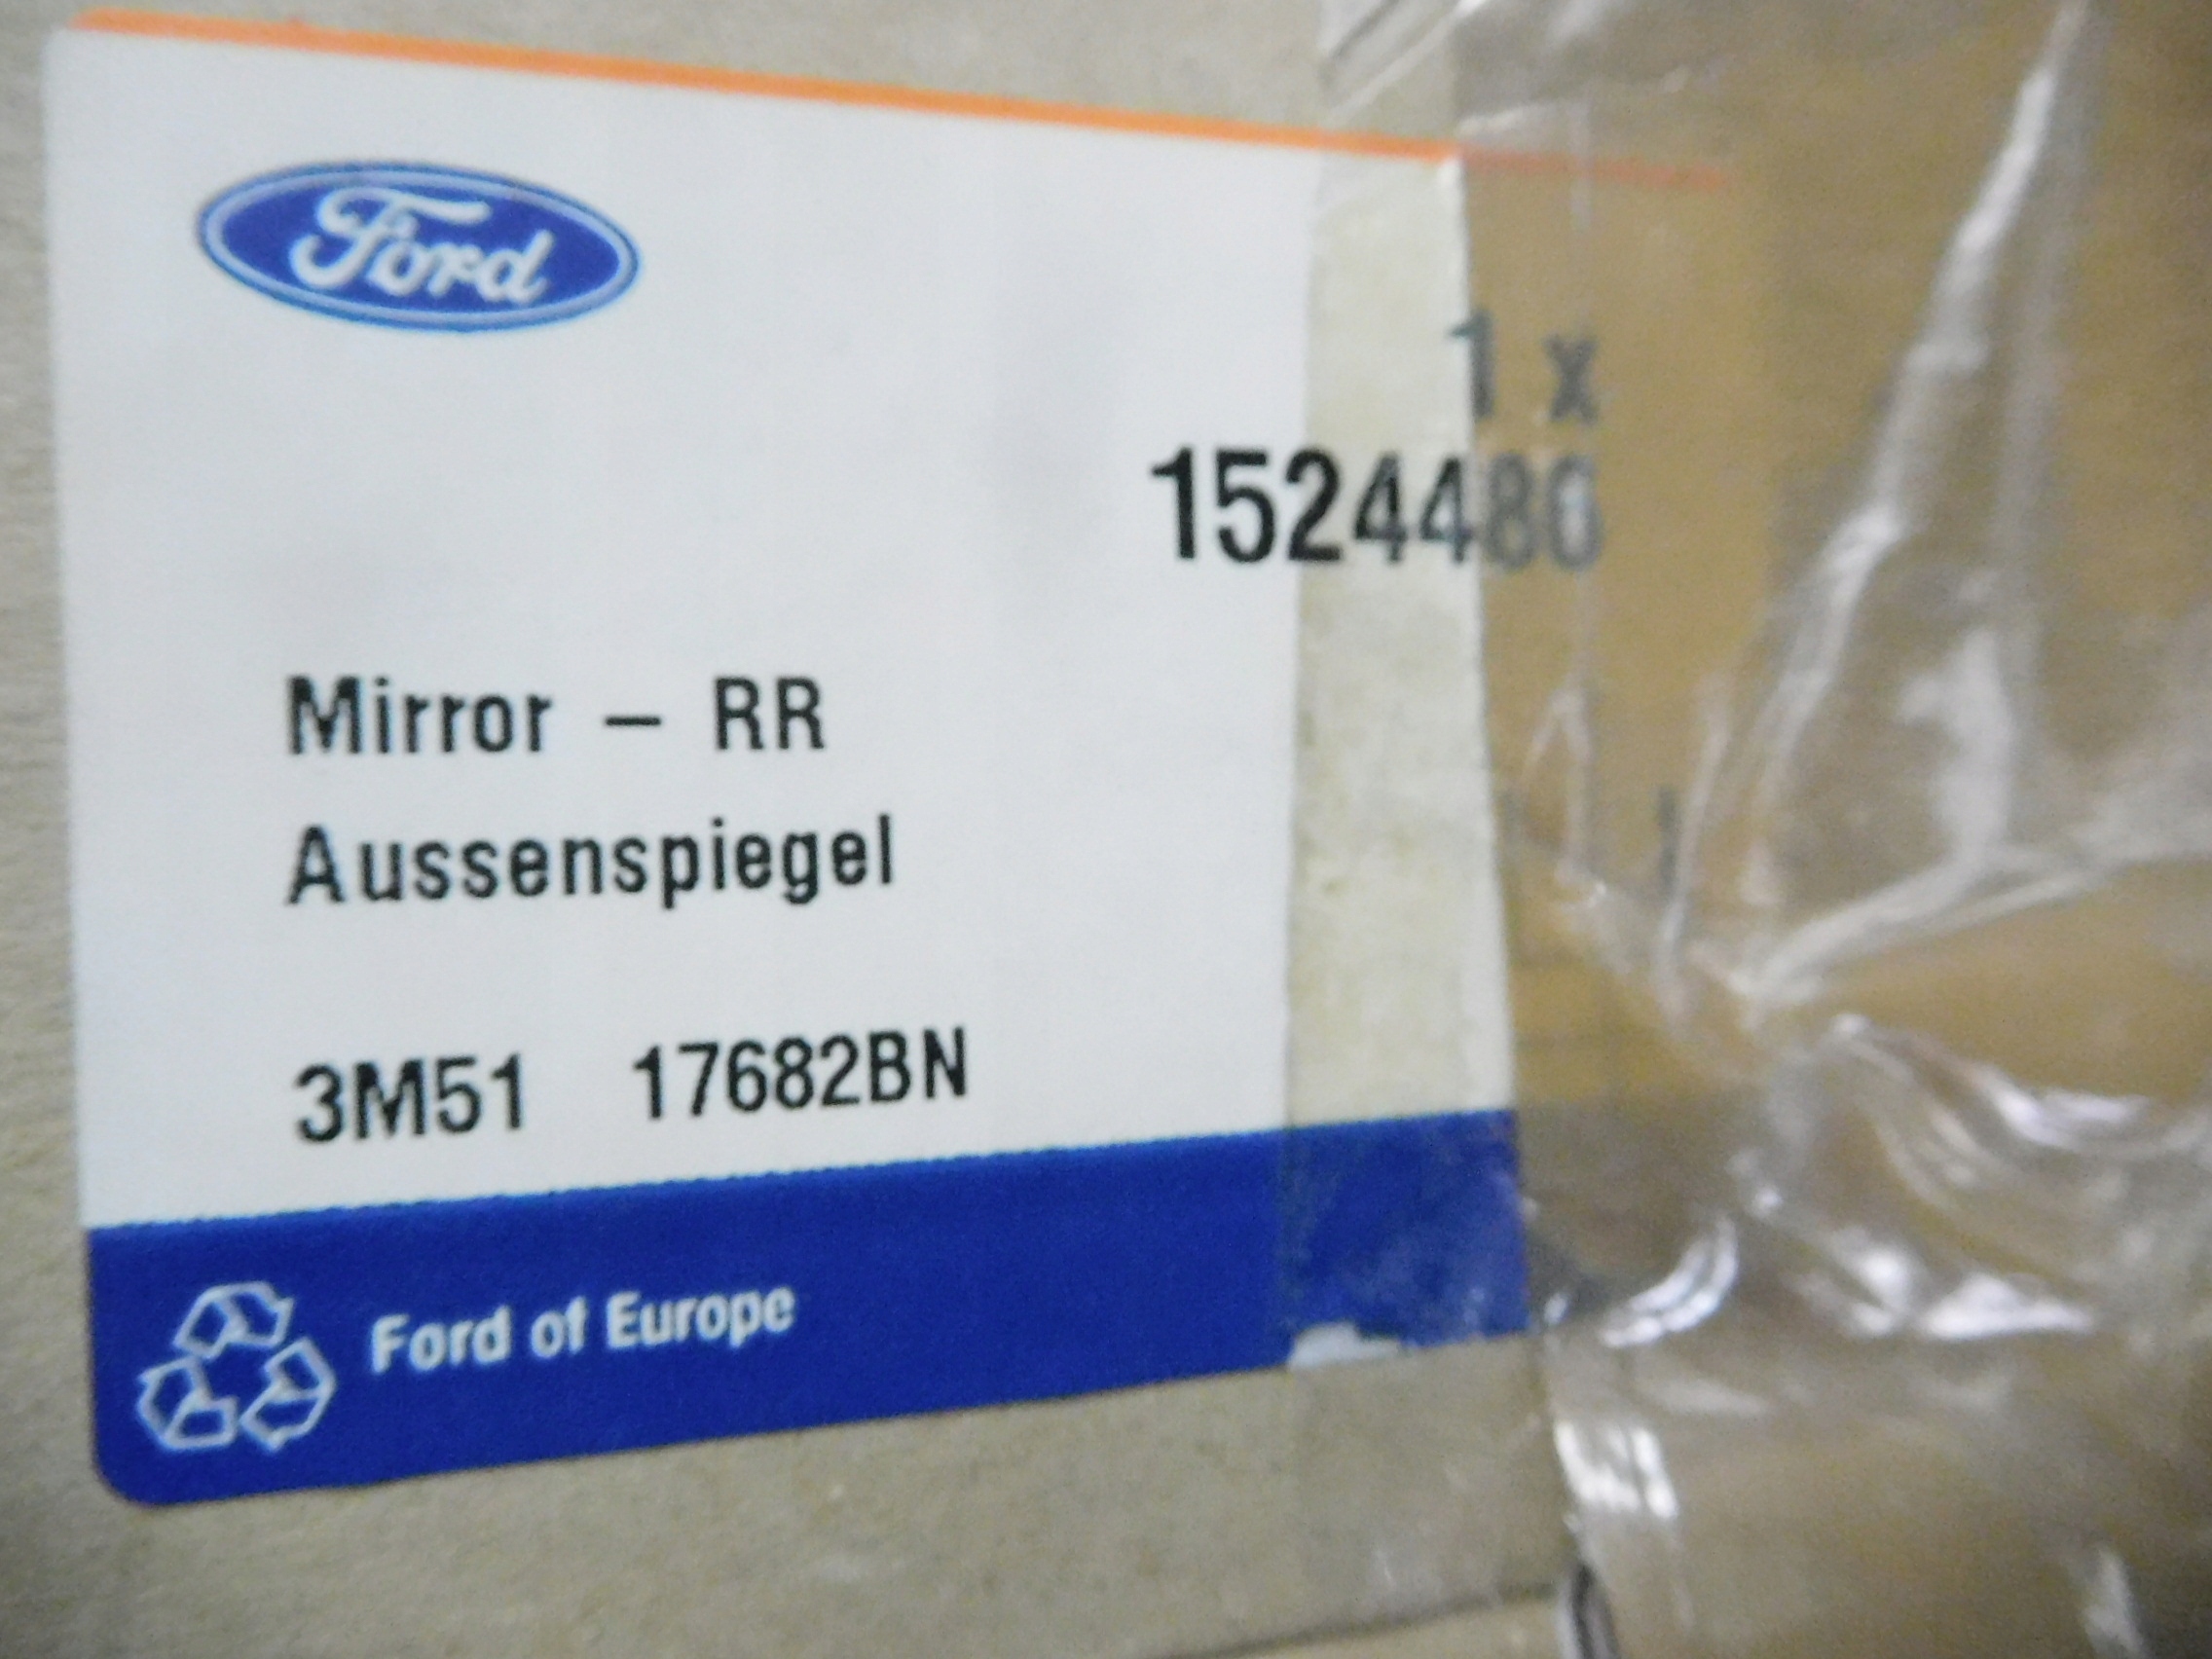 Ford
1 x
1524480
Mirror – RR
Aussenspiegel
3M51 17682BN
Ford of Europe